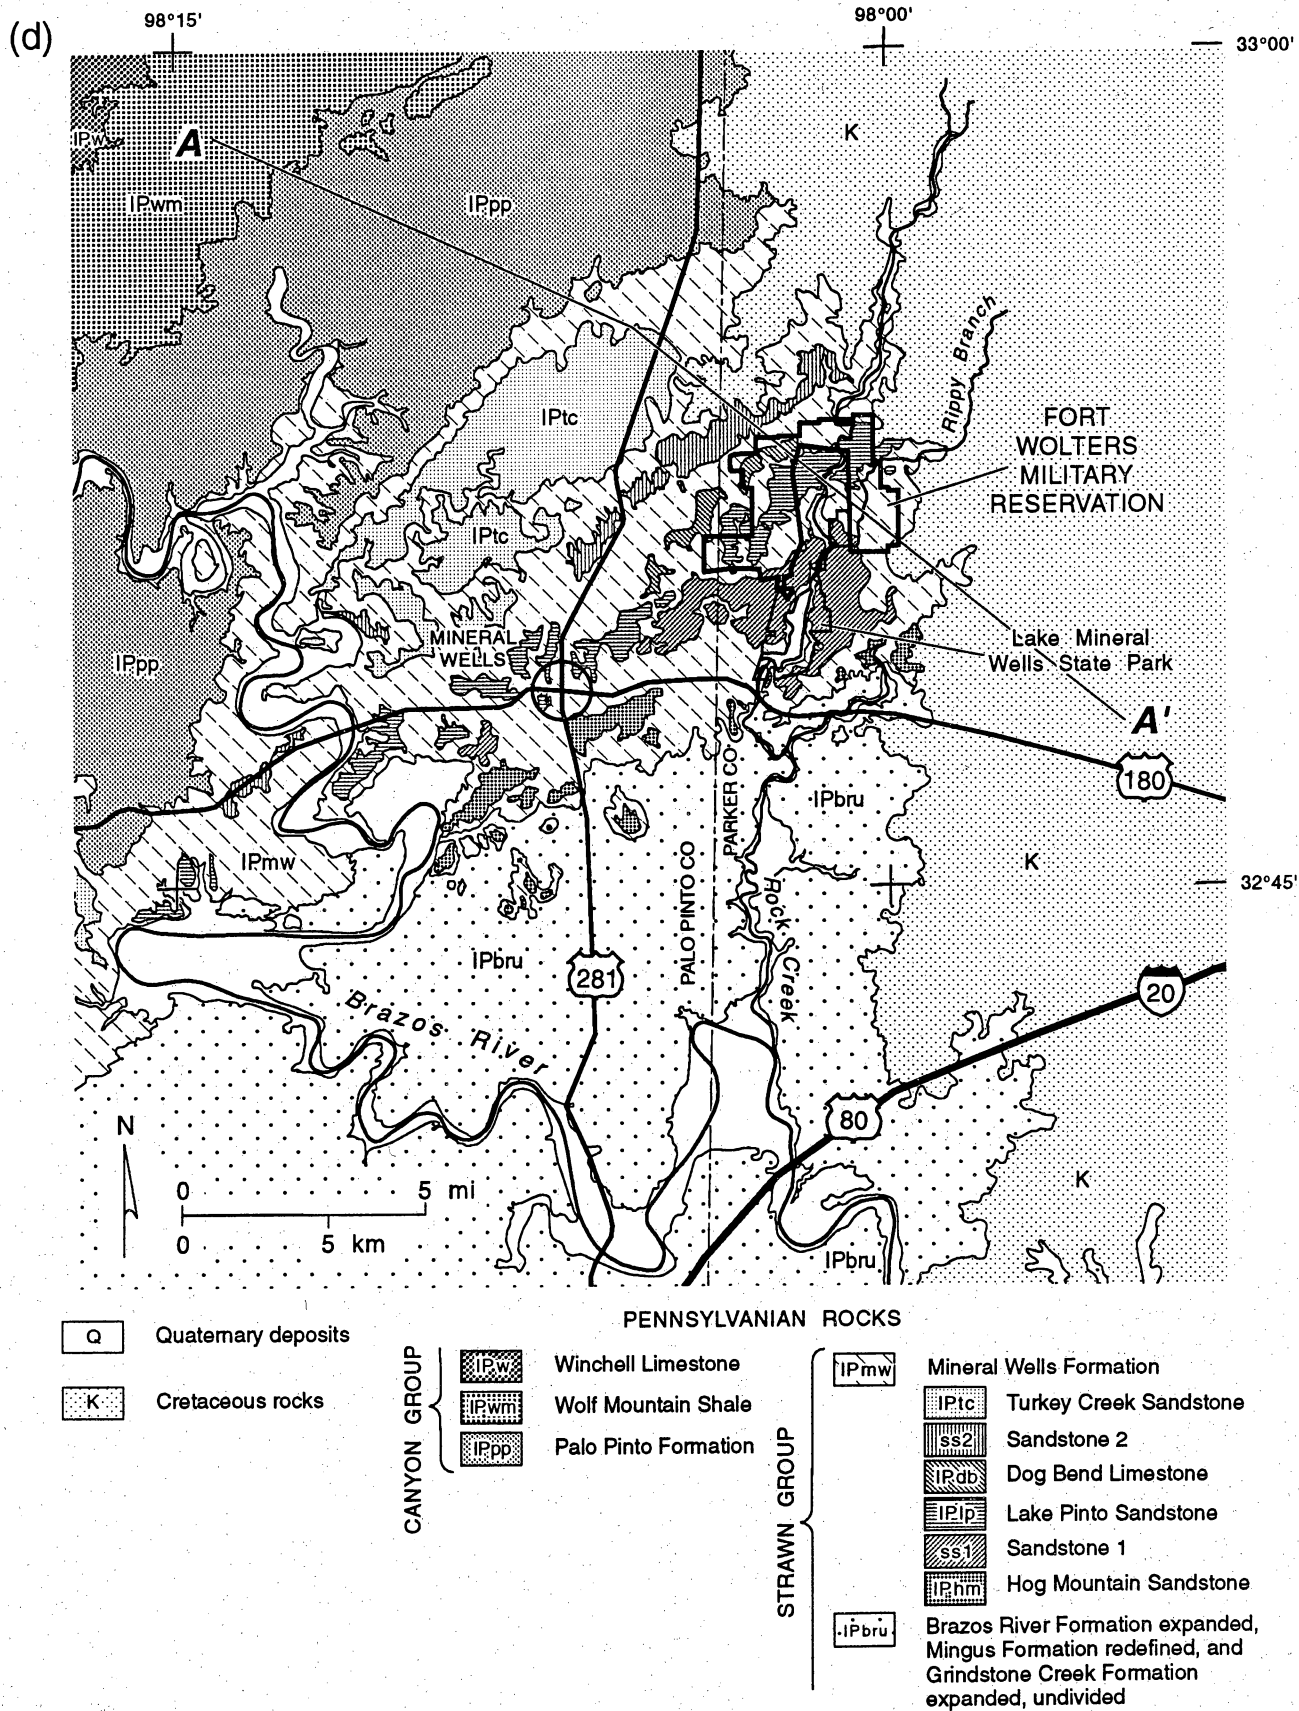 (d)
98°15'
98°00'
33°00'
K
IPw
A
IPwm
IPpp
Rippy Branch
IPtc
FORT
WOLTERS
MILITARY
RESERVATION
IPtc
MINERAL
WELLS
Lake Mineral
Wells State Park
IPpp
A'
180
PARKER CO
PALO PINTO CO
IPbru
IPmw
K
32°45'
Rock Creek
IPbru
281
20
Brazos River
80
N
0 5 mi
0 5 km
K
IPbru
PENNSYLVANIAN ROCKS
Q Quaternary deposits
K Cretaceous rocks
CANYON GROUP
IPw Winchell Limestone
IPwm Wolf Mountain Shale
IPpp Palo Pinto Formation
STRAWN GROUP
IPmw Mineral Wells Formation
IPtc Turkey Creek Sandstone
ss2 Sandstone 2
IPdb Dog Bend Limestone
IPlp Lake Pinto Sandstone
ss1 Sandstone 1
IPhm Hog Mountain Sandstone
IPbru Brazos River Formation expanded,
Mingus Formation redefined, and
Grindstone Creek Formation
expanded, undivided